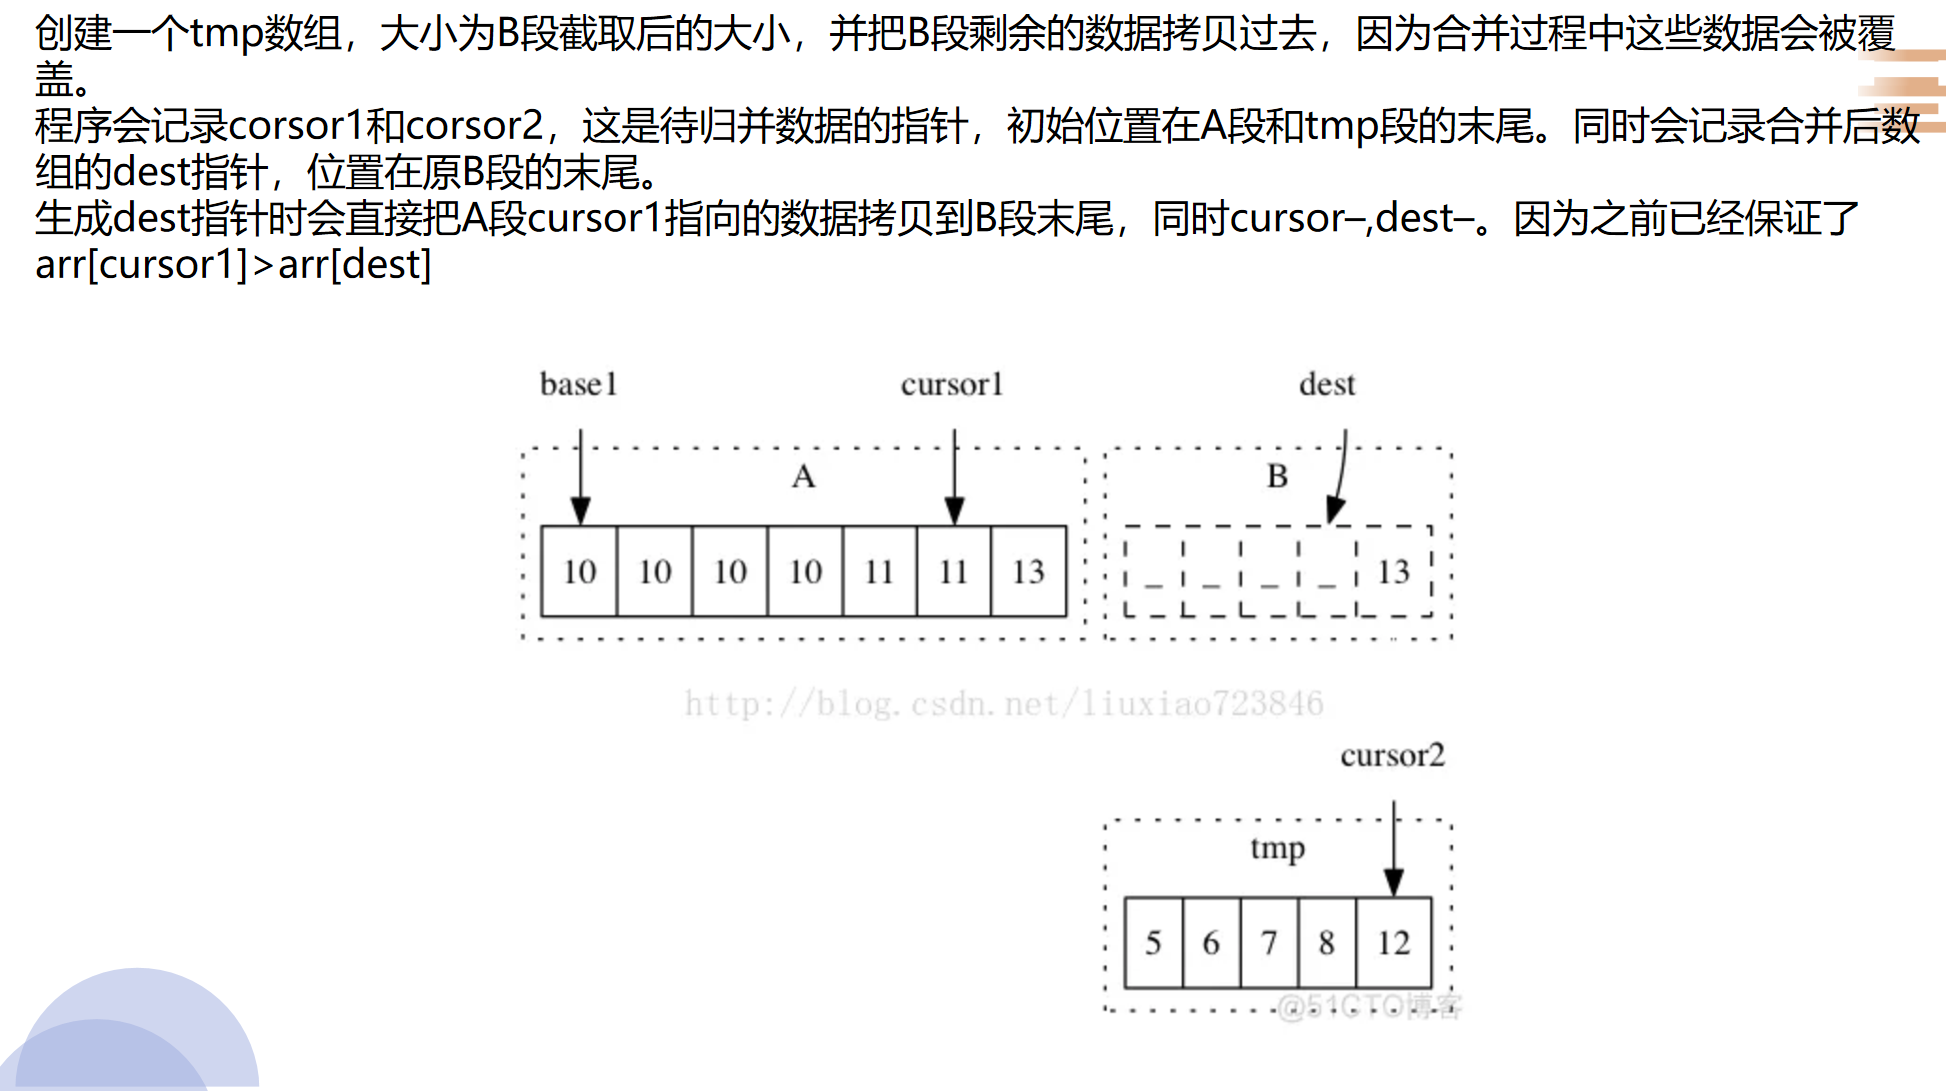 创建一个tmp数组，大小为B段截取后的大小，并把B段剩余的数据拷贝过去，因为合并过程中这些数据会被覆
盖。
程序会记录corsor1和corsor2，这是待归并数据的指针，初始位置在A段和tmp段的末尾。同时会记录合并后数
组的dest指针，位置在原B段的末尾。
生成dest指针时会直接把A段cursor1指向的数据拷贝到B段末尾，同时cursor–,dest–。因为之前已经保证了
arr[cursor1]>arr[dest]
base1 cursor1 dest
A B
10 10 10 10 11 11 13 _ _ _ _ 13
http://blog.csdn.net/liuxiao723846
cursor2
tmp
5 6 7 8 12
@51CTO博客